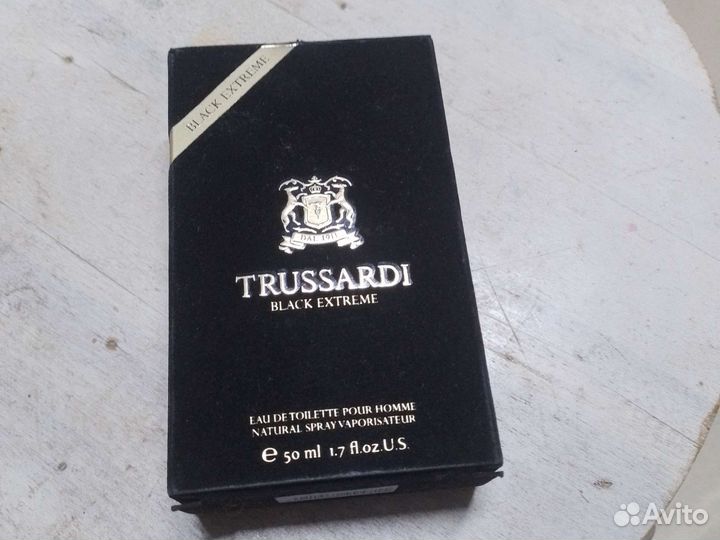 BLACK EXTREME
DAL 1911
TRUSSARDI
BLACK EXTREME
EAU DE TOILETTE POUR HOMME
NATURAL SPRAY VAPORISATEUR
e 50 ml 1.7 fl.oz.U.S.
Avito